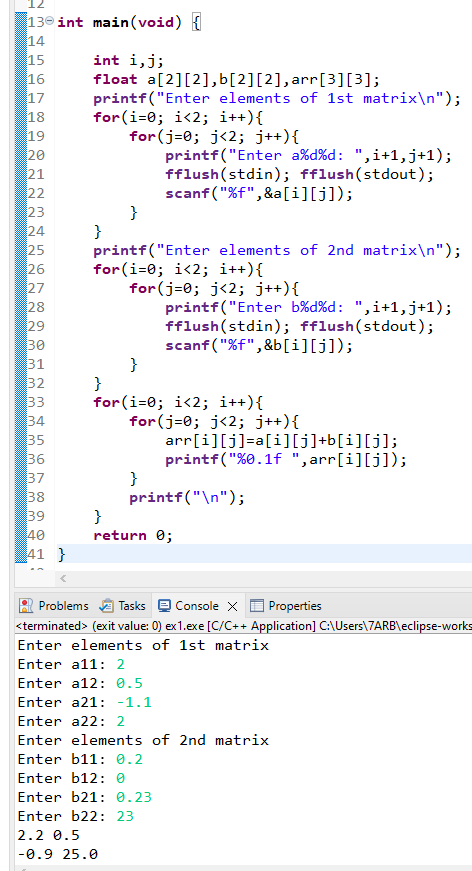 12
13 int main(void) {
14
15     int i,j;
16     float a[2][2],b[2][2],arr[3][3];
17     printf("Enter elements of 1st matrix\n");
18     for(i=0; i<2; i++){
19         for(j=0; j<2; j++){
20             printf("Enter a%d%d: ",i+1,j+1);
21             fflush(stdin); fflush(stdout);
22             scanf("%f",&a[i][j]);
23         }
24     }
25     printf("Enter elements of 2nd matrix\n");
26     for(i=0; i<2; i++){
27         for(j=0; j<2; j++){
28             printf("Enter b%d%d: ",i+1,j+1);
29             fflush(stdin); fflush(stdout);
30             scanf("%f",&b[i][j]);
31         }
32     }
33     for(i=0; i<2; i++){
34         for(j=0; j<2; j++){
35             arr[i][j]=a[i][j]+b[i][j];
36             printf("%0.1f ",arr[i][j]);
37         }
38         printf("\n");
39     }
40     return 0;
41 }
Problems Tasks Console Properties
<terminated> (exit value: 0) ex1.exe [C/C++ Application] C:\Users\7ARB\eclipse-works
Enter elements of 1st matrix
Enter a11: 2
Enter a12: 0.5
Enter a21: -1.1
Enter a22: 2
Enter elements of 2nd matrix
Enter b11: 0.2
Enter b12: 0
Enter b21: 0.23
Enter b22: 23
2.2 0.5
-0.9 25.0